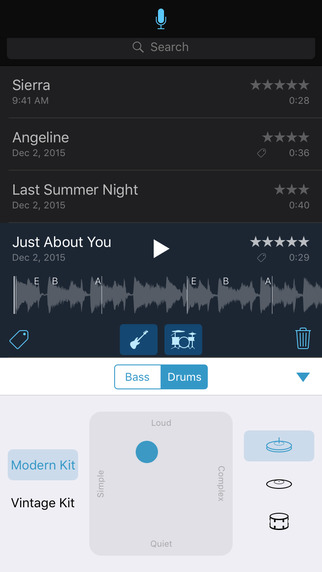 Search
Sierra
9:41 AM 0:28
Angeline
Dec 2, 2015 0:36
Last Summer Night
Dec 2, 2015 0:40
Just About You
Dec 2, 2015 0:29
E B A E B A
Bass Drums
Loud
Modern Kit
Simple
Complex
Vintage Kit
Quiet